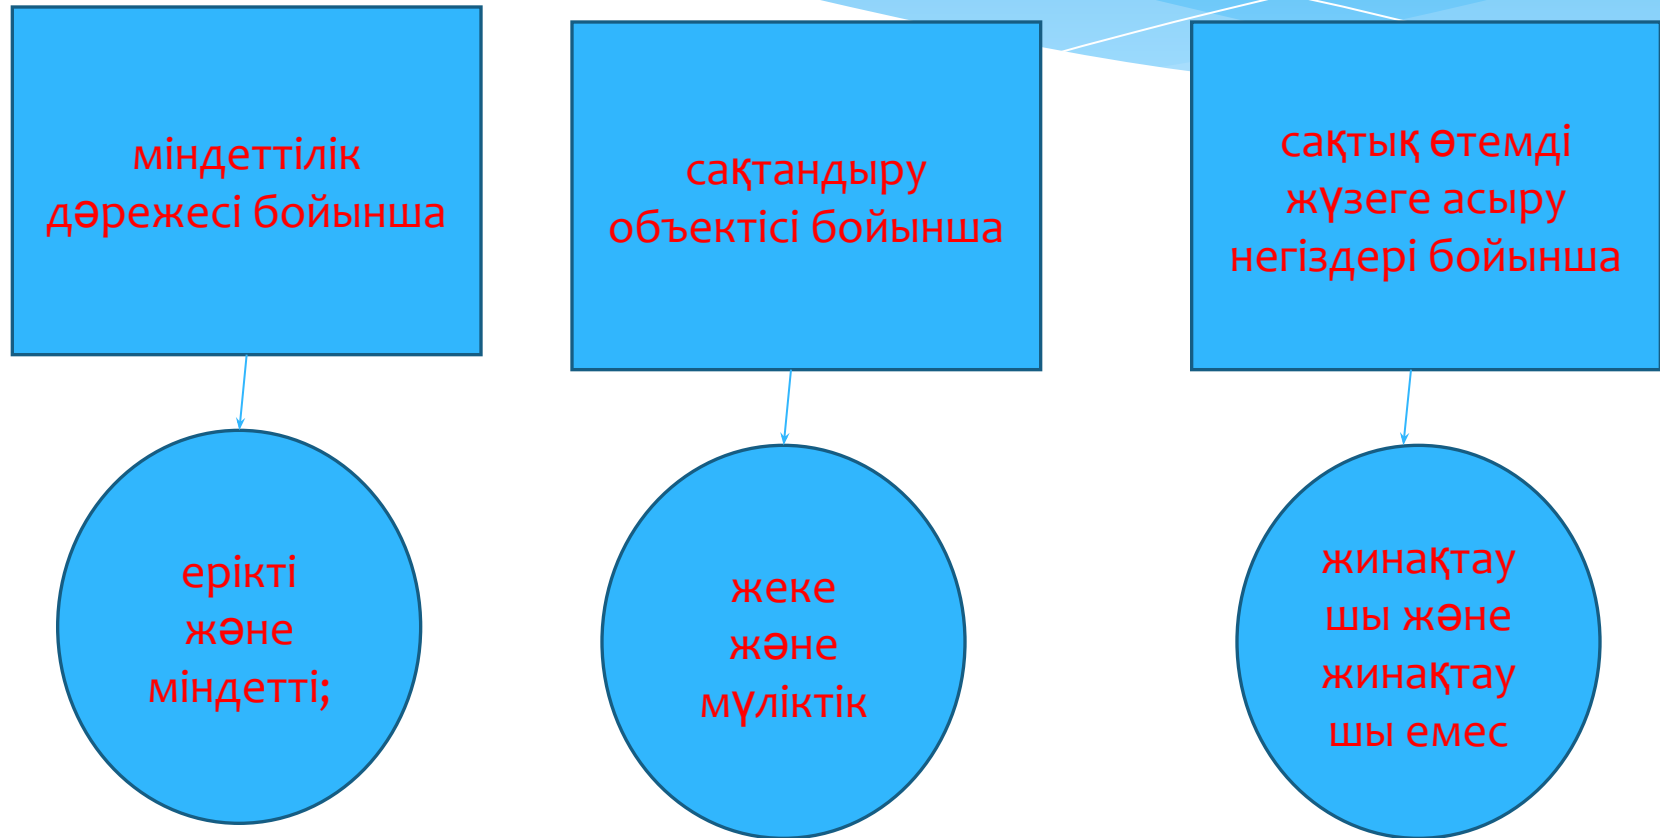 міндеттілік
дәрежесі бойынша
сақтандыру
объектісі бойынша
сақтық өтемді
жүзеге асыру
негіздері бойынша
ерікті
және
міндетті;
жеке
және
мүліктік
жинақтау
шы және
жинақтау
шы емес